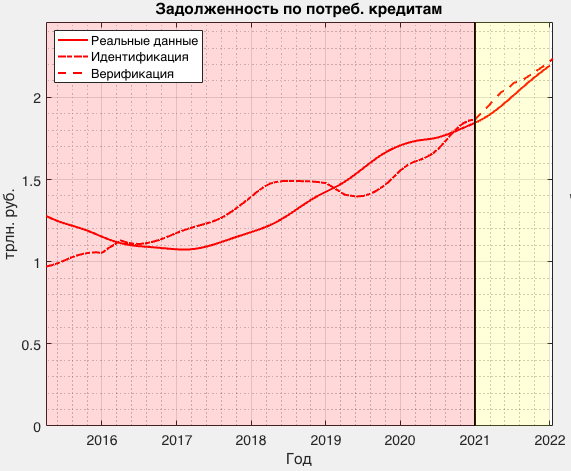 Задолженность по потреб. кредитам
Реальные данные
Идентификация
Верификация
трлн. руб.
2
1.5
1
0.5
0
2016 2017 2018 2019 2020 2021 2022
Год